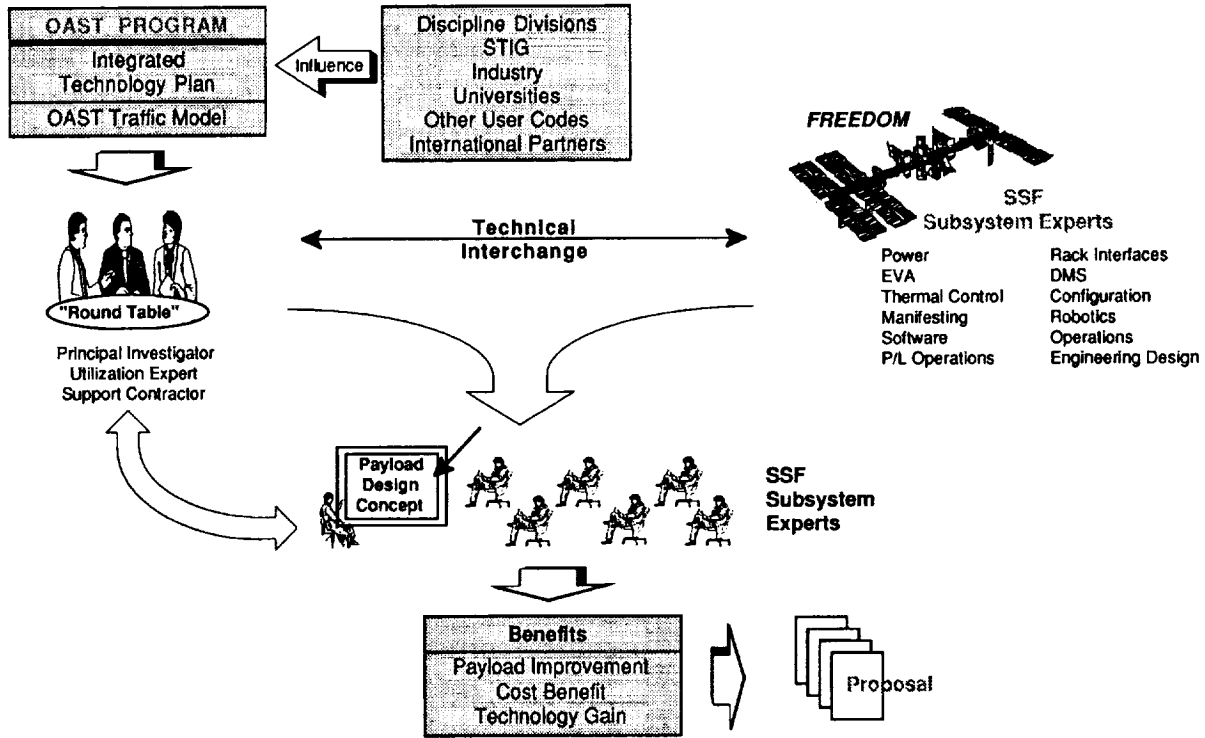 OAST PROGRAM
Integrated
Technology Plan
OAST Traffic Model
Influence
Discipline Divisions
STIG
Industry
Universities
Other User Codes
International Partners
FREEDOM
SSF
Subsystem Experts
Power
EVA
Thermal Control
Manifesting
Software
P/L Operations
Rack Interfaces
DMS
Configuration
Robotics
Operations
Engineering Design
Technical
Interchange
"Round Table"
Principal Investigator
Utilization Expert
Support Contractor
Payload
Design
Concept
SSF
Subsystem
Experts
Benefits
Payload Improvement
Cost Benefit
Technology Gain
Proposal